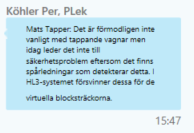 Köhler Per, PLek
Mats Tapper: Det är förmodligen inte
vanligt med tappande vagnar men
idag leder det inte till
säkerhetsproblem eftersom det finns
spårledningar som detekterar detta. I
HL3-systemet försvinner dessa för de
virtuella blocksträckorna.
15:47